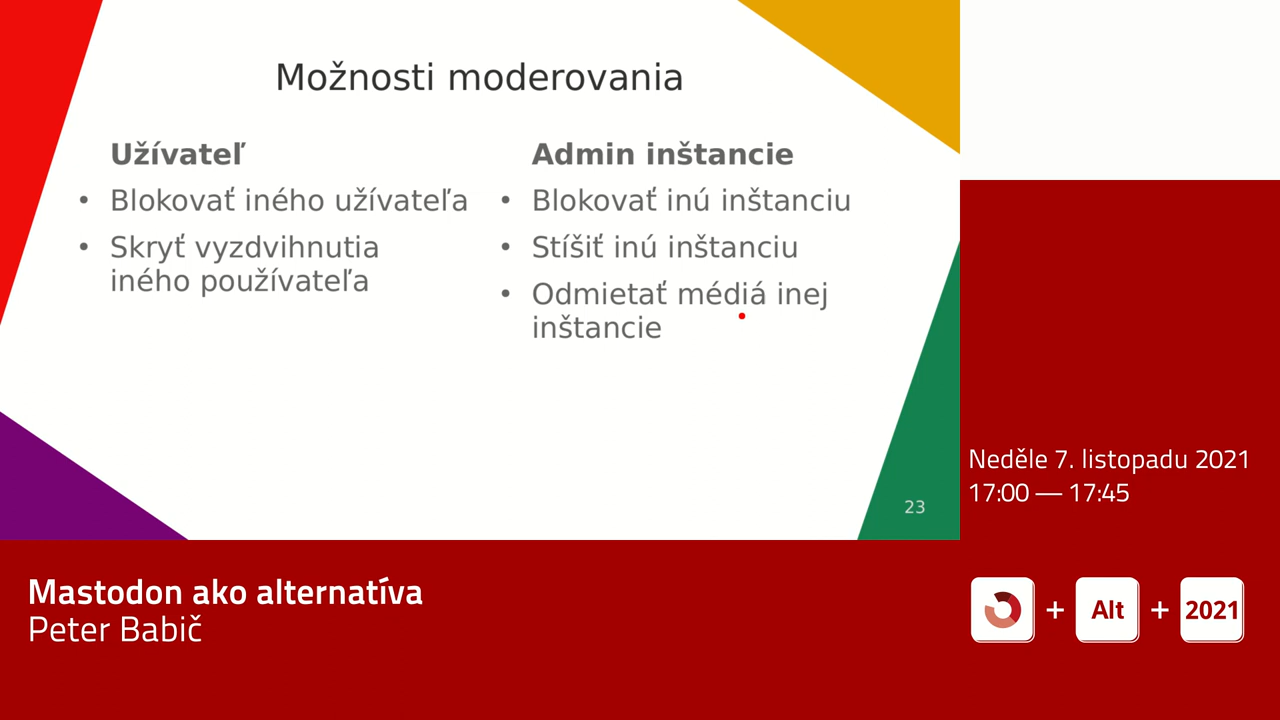 Možnosti moderovania
Užívateľ
• Blokovať iného užívateľa
• Skryť vyzdvihnutia
iného používateľa
Admin inštancie
• Blokovať inú inštanciu
• Stíšiť inú inštanciu
• Odmietať médiá inej
inštancie
23
Neděle 7. listopadu 2021
17:00 — 17:45
Mastodon ako alternatíva
Peter Babič
+ Alt + 2021